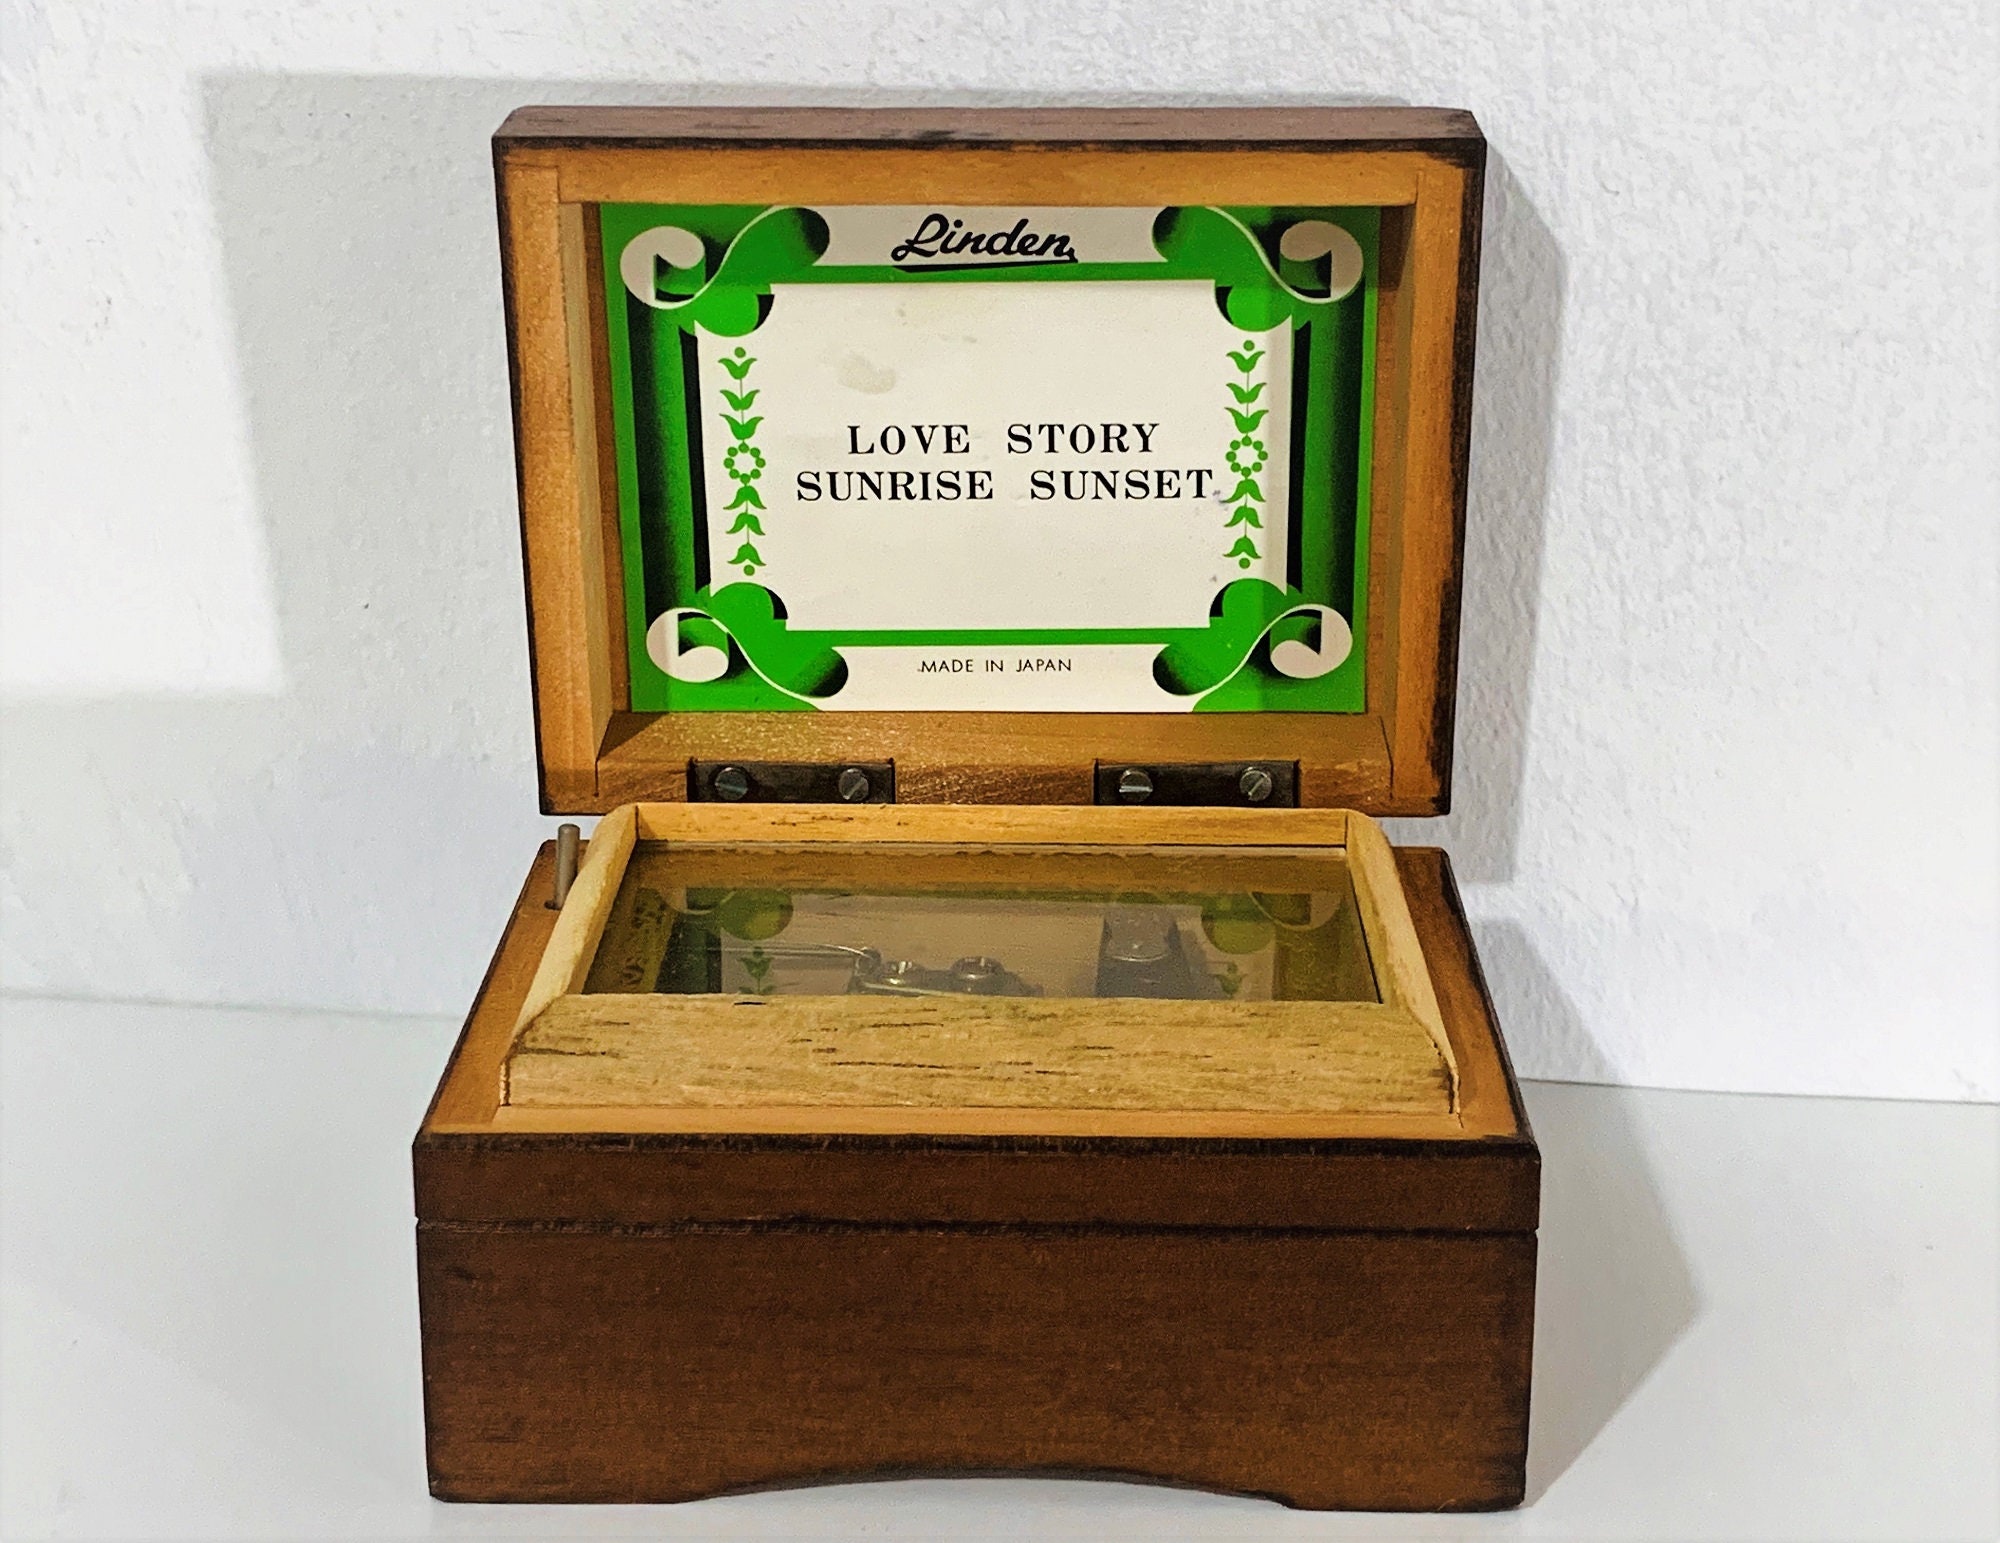 Linden
LOVE STORY
SUNRISE SUNSET
MADE IN JAPAN